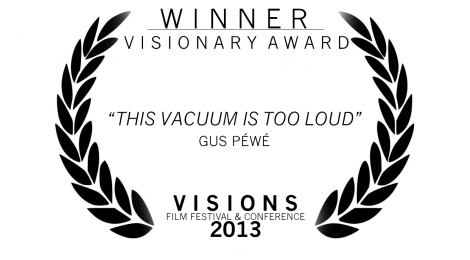 WINNER
VISIONARY AWARD
“THIS VACUUM IS TOO LOUD”
GUS PÉWÉ
VISIONS
FILM FESTIVAL & CONFERENCE
2013